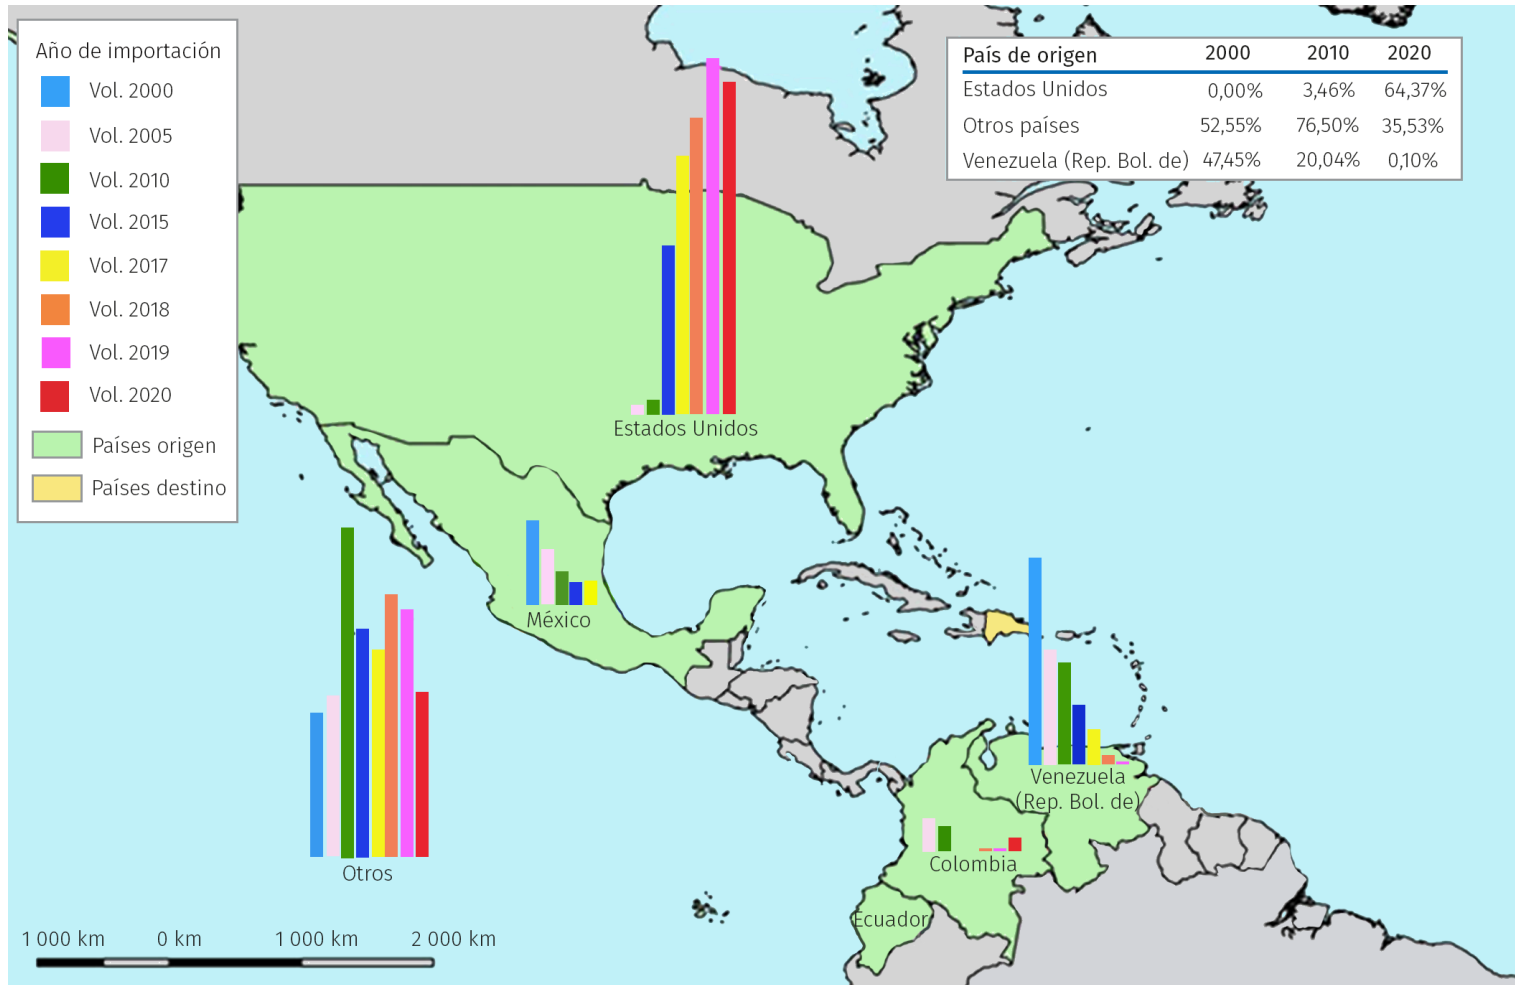 Año de importación
Vol. 2000
Vol. 2005
Vol. 2010
Vol. 2015
Vol. 2017
Vol. 2018
Vol. 2019
Vol. 2020
Países origen
Países destino
País de origen 2000 2010 2020
Estados Unidos 0,00% 3,46% 64,37%
Otros países 52,55% 76,50% 35,53%
Venezuela (Rep. Bol. de) 47,45% 20,04% 0,10%
Estados Unidos
México
Venezuela
(Rep. Bol. de)
Colombia
Otros
Ecuador
1 000 km 0 km 1 000 km 2 000 km